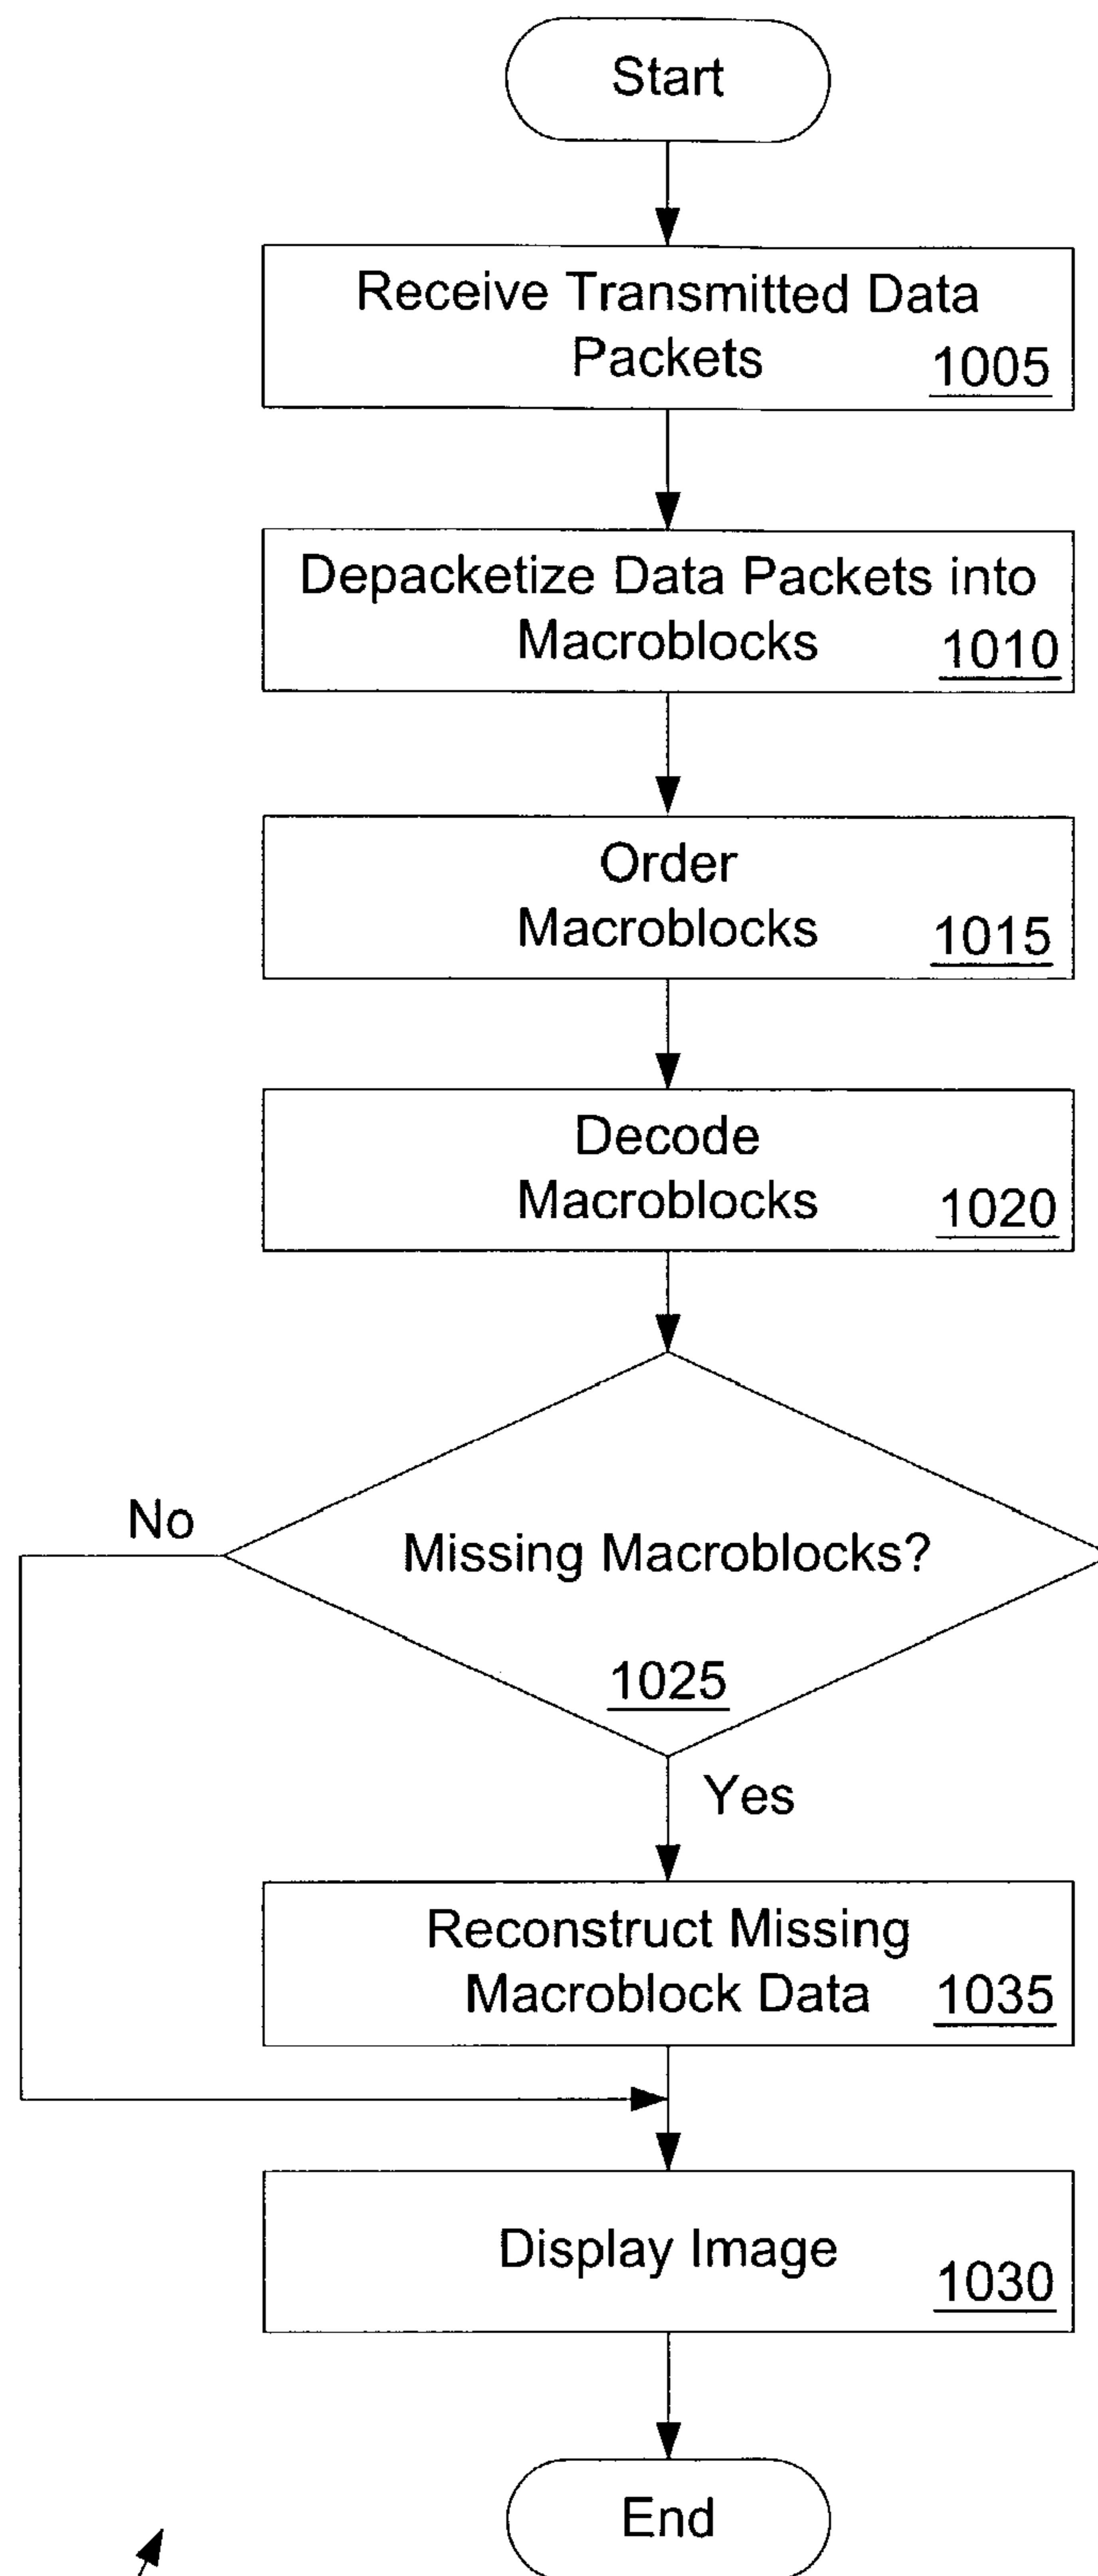 Start
Receive Transmitted Data
Packets 1005
Depacketize Data Packets into
Macroblocks 1010
Order
Macroblocks 1015
Decode
Macroblocks 1020
No
Missing Macroblocks?
1025
Yes
Reconstruct Missing
Macroblock Data 1035
Display Image
1030
End